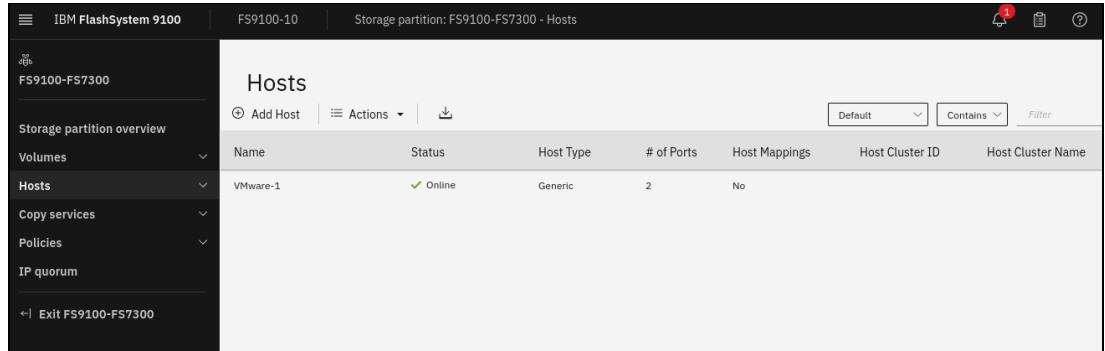 IBM FlashSystem 9100 FS9100-10 Storage partition: FS9100-FS7300 - Hosts 1
FS9100-FS7300
Storage partition overview
Volumes
Hosts
Copy services
Policies
IP quorum
Exit FS9100-FS7300
Hosts
Add Host Actions Default Contains Filter
Name Status Host Type # of Ports Host Mappings Host Cluster ID Host Cluster Name
VMware-1 Online Generic 2 No